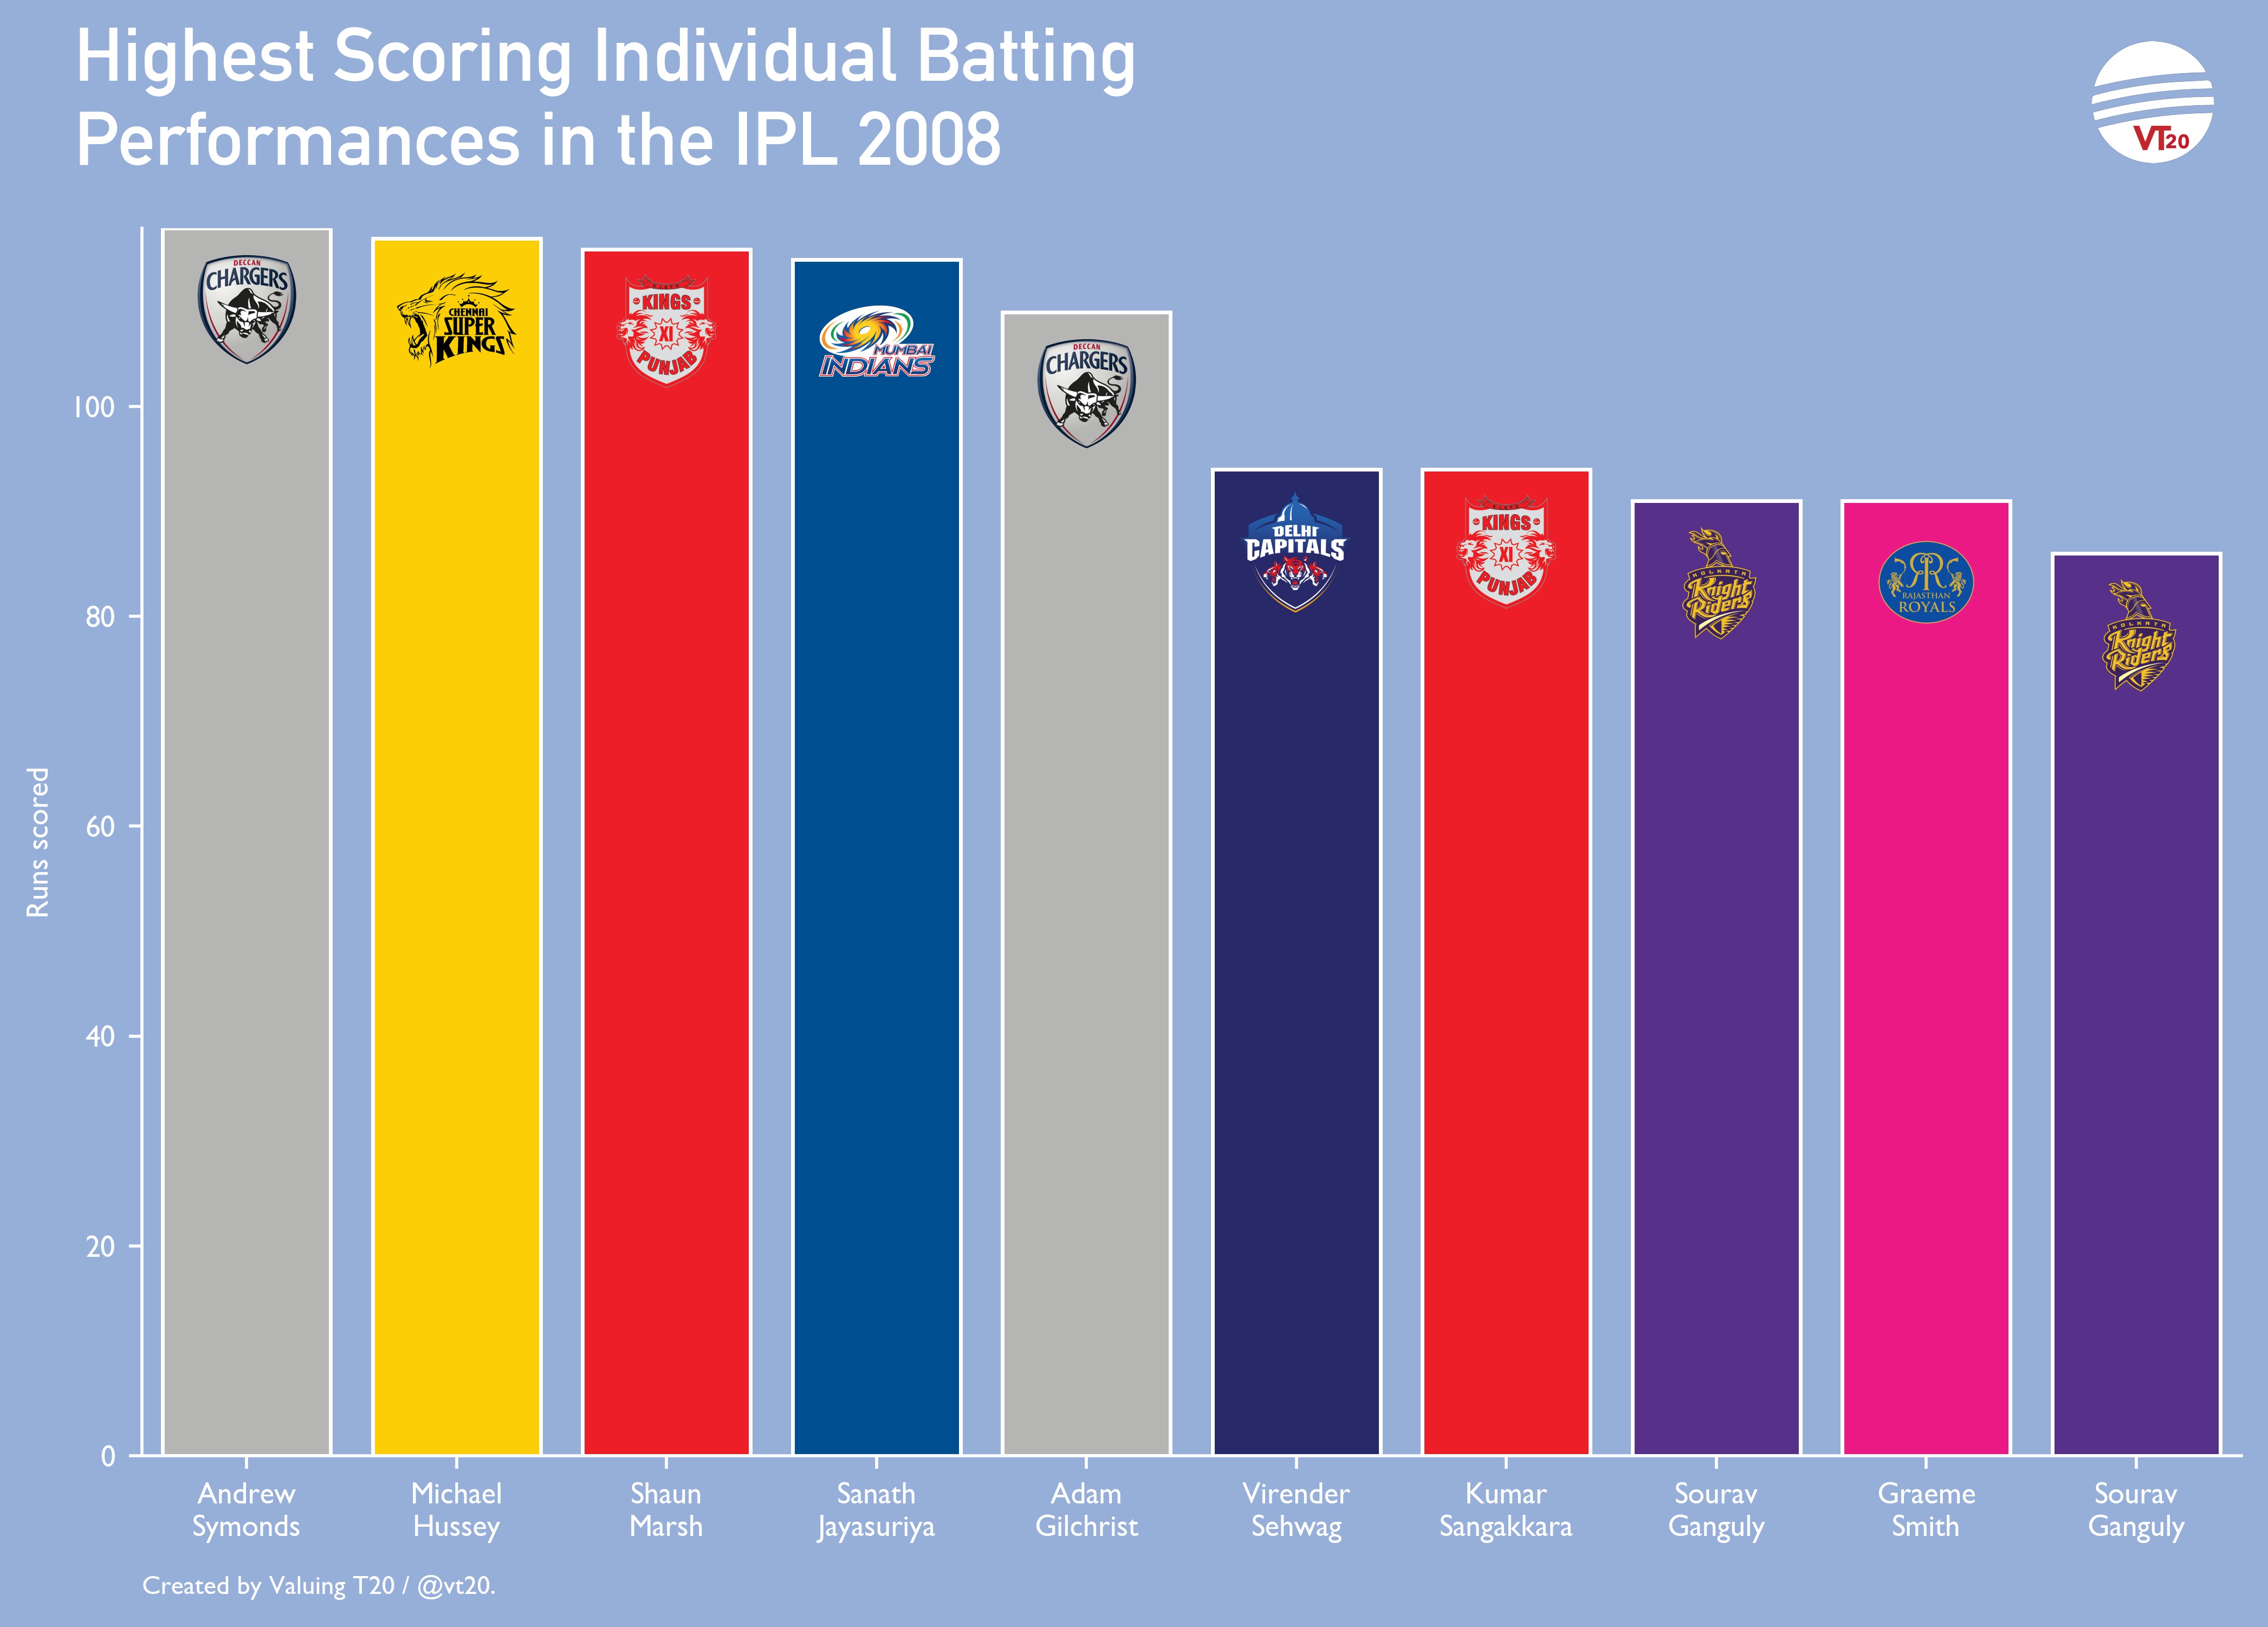 Highest Scoring Individual Batting
Performances in the IPL 2008
VT20
DECCAN
CHARGERS
CHENNAI
SUPER
KINGS
KINGS
XI
PUNJAB
MUMBAI
INDIANS
DECCAN
CHARGERS
DELHI
CAPITALS
KINGS
XI
PUNJAB
KOLKATA
Knight
Riders
RR
RAJASTHAN
ROYALS
KOLKATA
Knight
Riders
100
80
60
40
20
0
Runs scored
Andrew
Symonds
Michael
Hussey
Shaun
Marsh
Sanath
Jayasuriya
Adam
Gilchrist
Virender
Sehwag
Kumar
Sangakkara
Sourav
Ganguly
Graeme
Smith
Sourav
Ganguly
Created by Valuing T20 / @vt20.